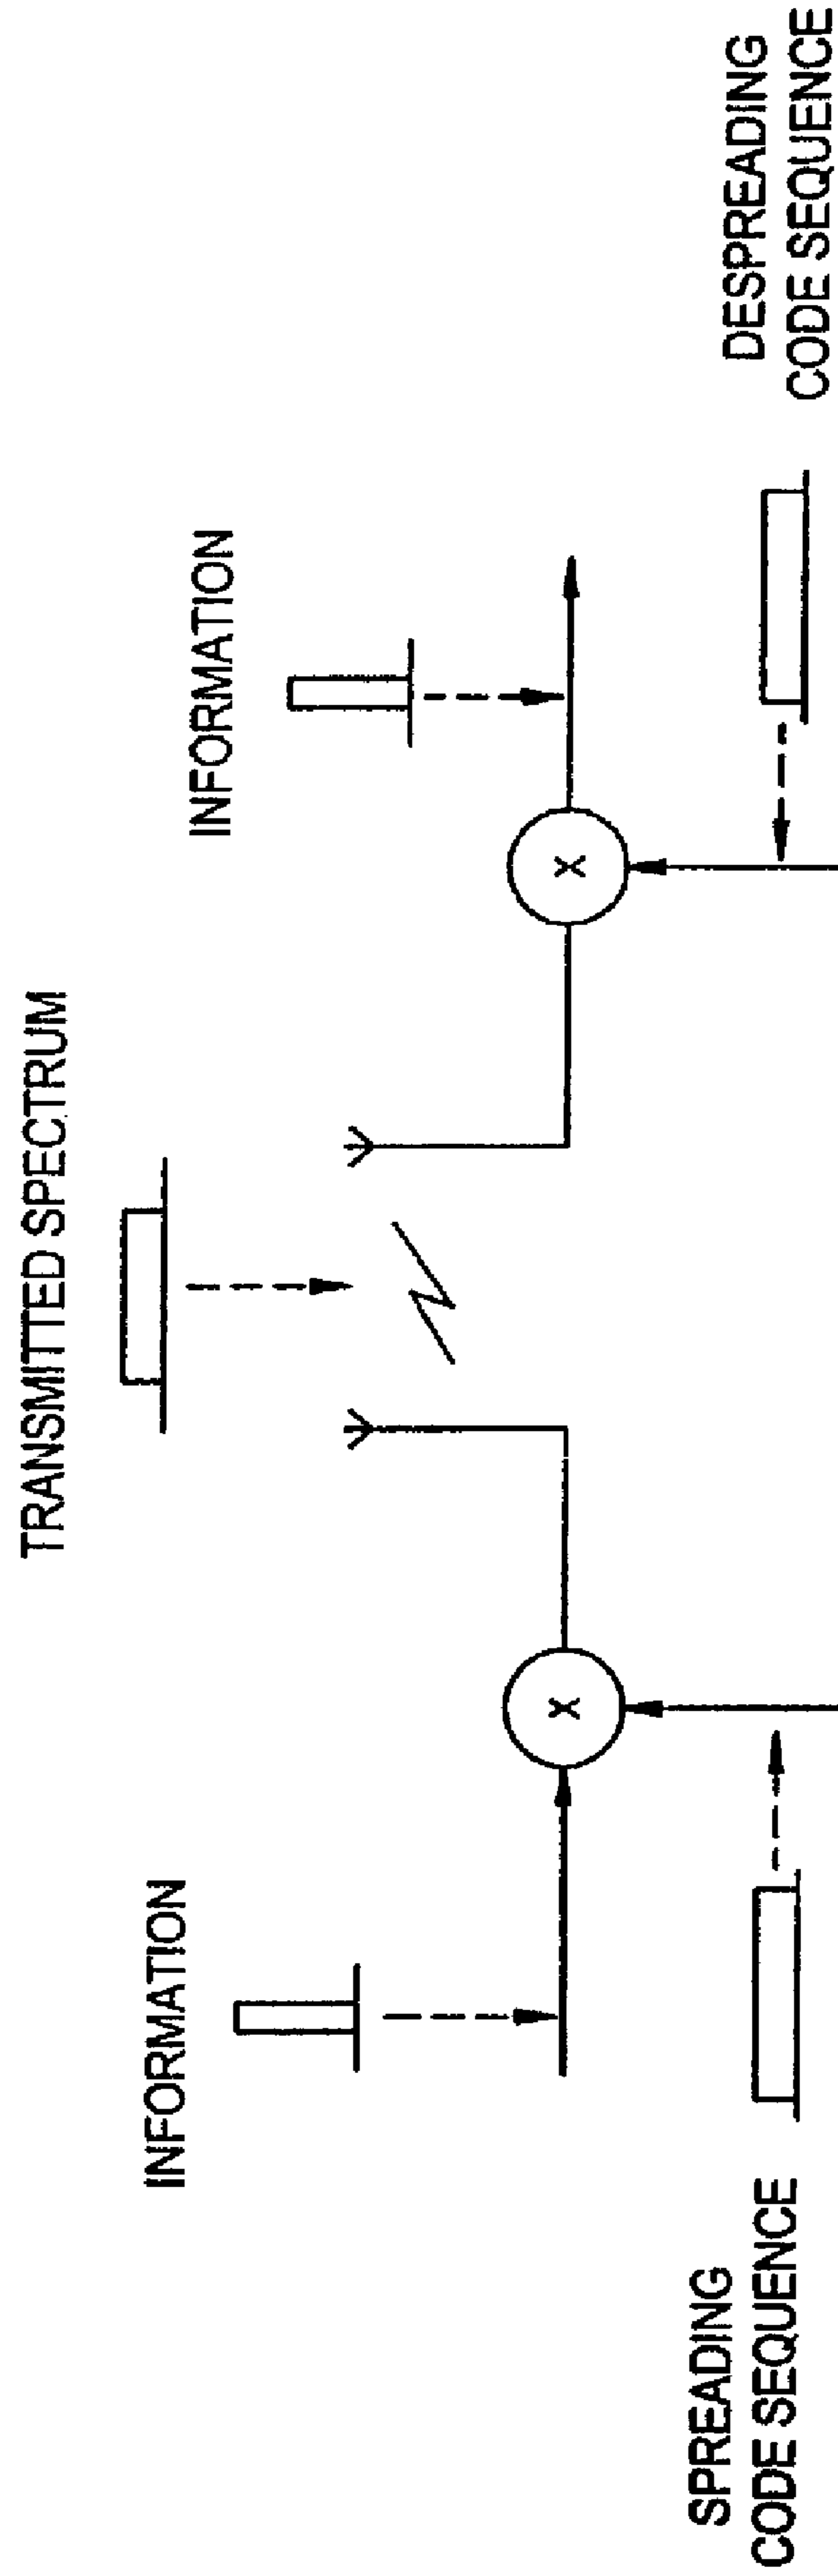 TRANSMITTED SPECTRUM
INFORMATION
INFORMATION
X
X
SPREADING
CODE SEQUENCE
DESPREADING
CODE SEQUENCE